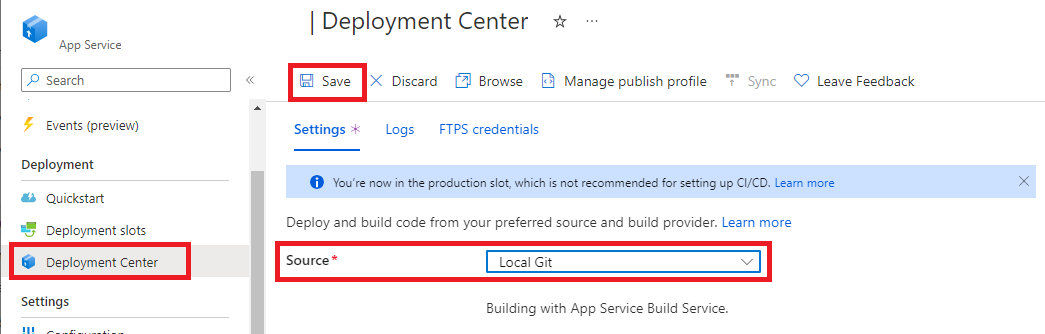 | Deployment Center
App Service
Search
Save
Discard
Browse
Manage publish profile
Sync
Leave Feedback
Events (preview)
Settings
Logs
FTPS credentials
Deployment
You're now in the production slot, which is not recommended for setting up CI/CD. Learn more
Quickstart
Deployment slots
Deploy and build code from your preferred source and build provider. Learn more
Deployment Center
Source*
Local Git
Settings
Building with App Service Build Service.
Configuration